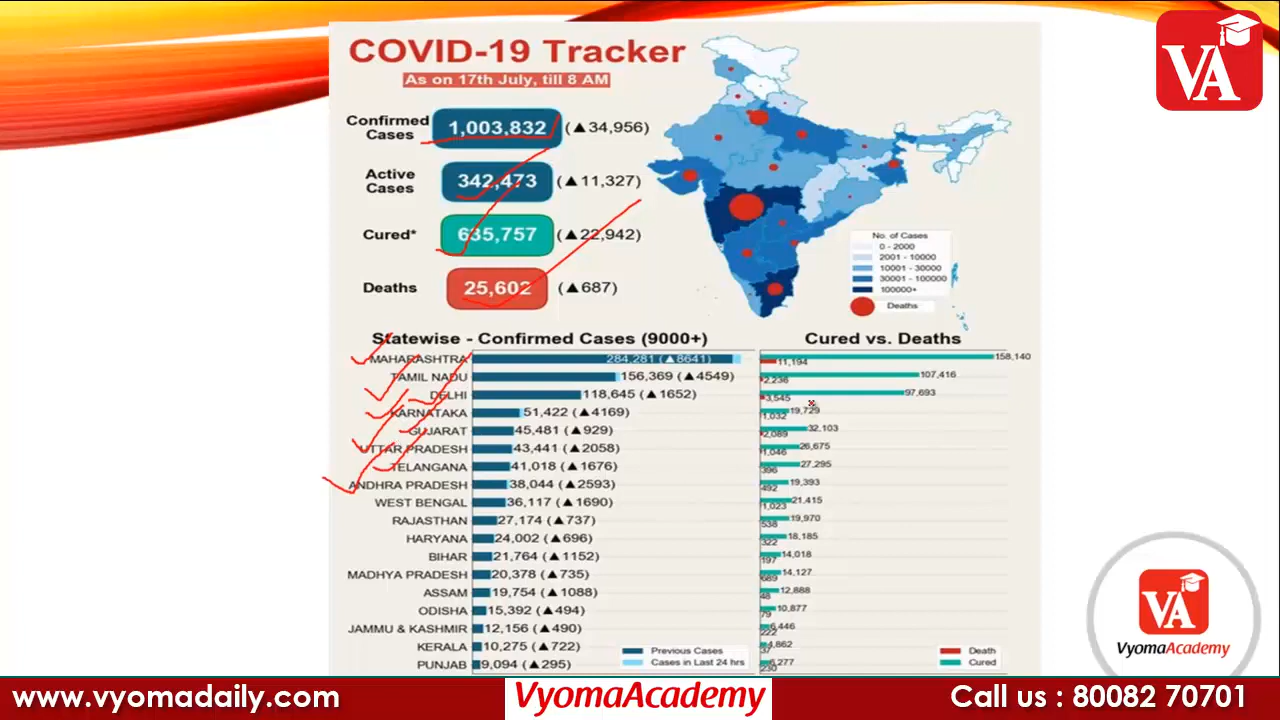 VA
COVID-19 Tracker
As on 17th July, till 8 AM
Confirmed Cases 1,003,832 (▲34,956)
Active Cases 342,473 (▲11,327)
Cured* 635,757 (▲22,942)
Deaths 25,602 (▲687)
No. of Cases
0 - 2000
2001 - 10000
10001 - 30000
30001 - 100000
100000+
Deaths
Statewise - Confirmed Cases (9000+)
MAHARASHTRA 284,281 (▲8641)
TAMIL NADU 156,369 (▲4549)
DELHI 118,645 (▲1652)
KARNATAKA 51,422 (▲4169)
GUJARAT 45,481 (▲929)
UTTAR PRADESH 43,441 (▲2058)
TELANGANA 41,018 (▲1676)
ANDHRA PRADESH 38,044 (▲2593)
WEST BENGAL 36,117 (▲1690)
RAJASTHAN 27,174 (▲737)
HARYANA 24,002 (▲696)
BIHAR 21,764 (▲1152)
MADHYA PRADESH 20,378 (▲735)
ASSAM 19,754 (▲1088)
ODISHA 15,392 (▲494)
JAMMU & KASHMIR 12,156 (▲490)
KERALA 10,275 (▲722)
PUNJAB 9,094 (▲295)
Previous Cases
Cases in Last 24 hrs
Cured vs. Deaths
158,140
11,194
107,416
2,236
97,693
3,545
19,729
1,032
32,103
2,089
26,675
1,046
27,295
396
19,393
492
21,415
1,023
19,970
538
18,185
322
14,018
197
14,127
689
12,888
48
10,877
79
6,446
222
4,862
37
6,277
230
Death
Cured
VA
VyomaAcademy
www.vyomadaily.com
VyomaAcademy
Call us : 80082 70701